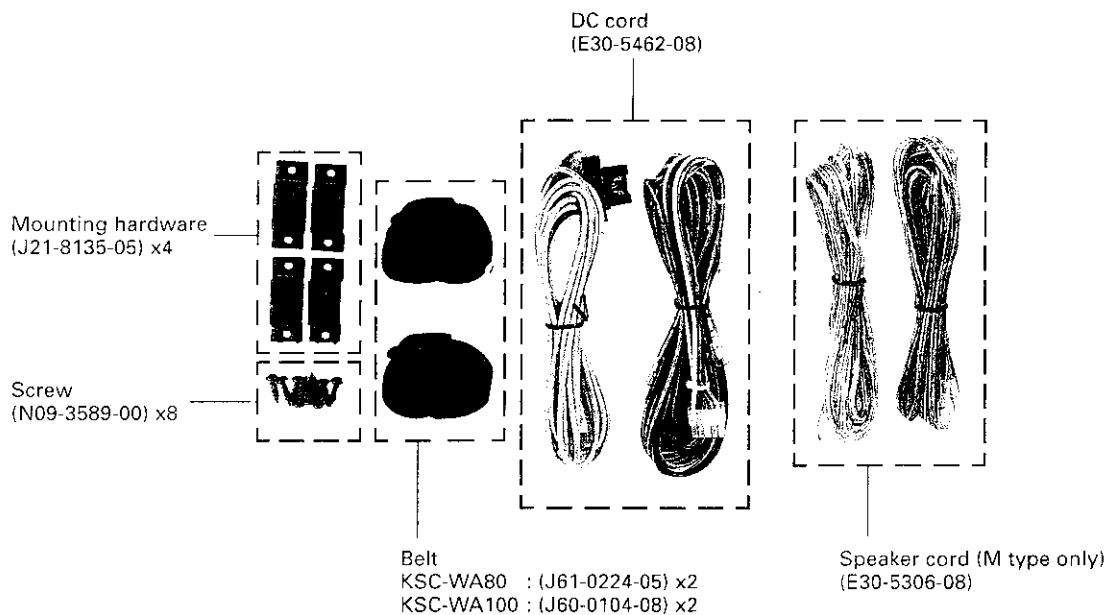 DC cord
(E30-5462-08)
Mounting hardware
(J21-8135-05) x4
Screw
(N09-3589-00) x8
Belt
KSC-WA80 : (J61-0224-05) x2
KSC-WA100 : (J60-0104-08) x2
Speaker cord (M type only)
(E30-5306-08)